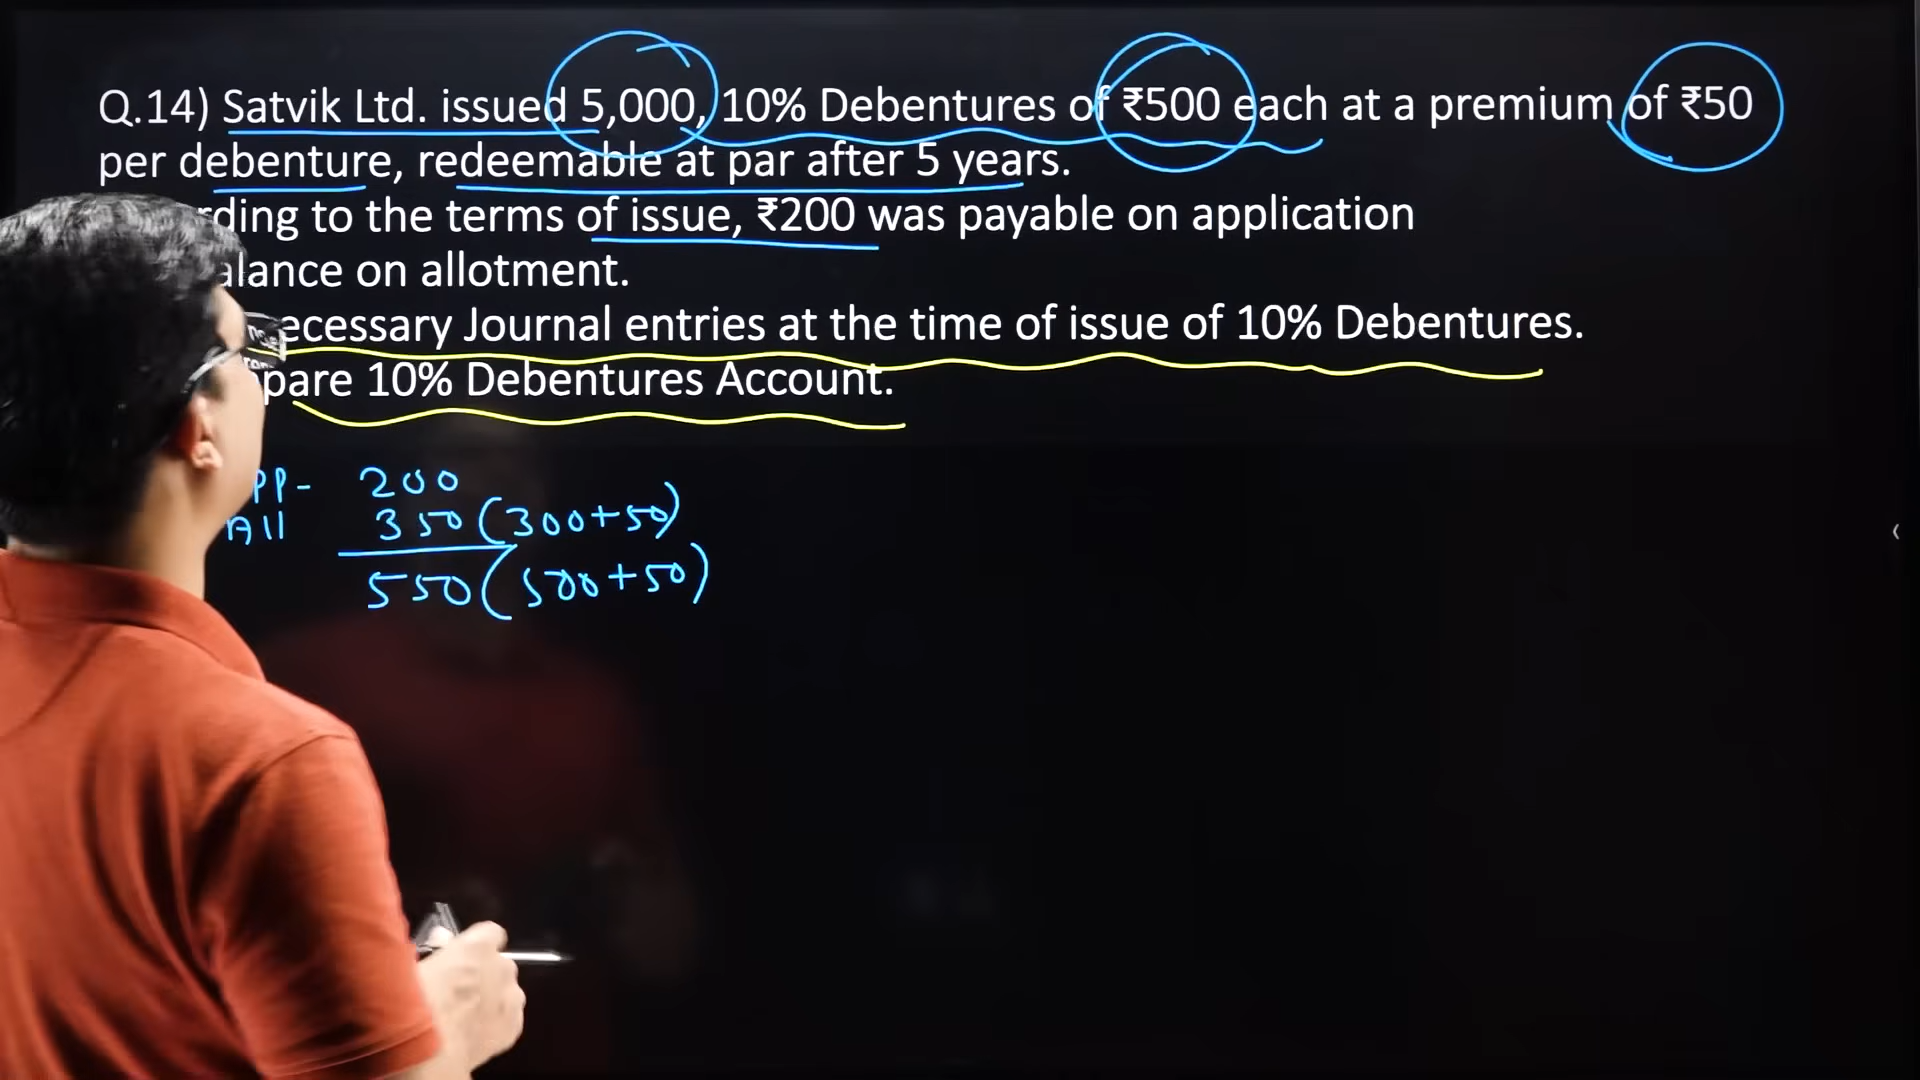 Q.14) Satvik Ltd. issued 5,000, 10% Debentures of ₹500 each at a premium of ₹50
per debenture, redeemable at par after 5 years.
rding to the terms of issue, ₹200 was payable on application
alance on allotment.
ecessary Journal entries at the time of issue of 10% Debentures.
pare 10% Debentures Account.
PP- 200
All 350 (300+50)
550 (500+50)